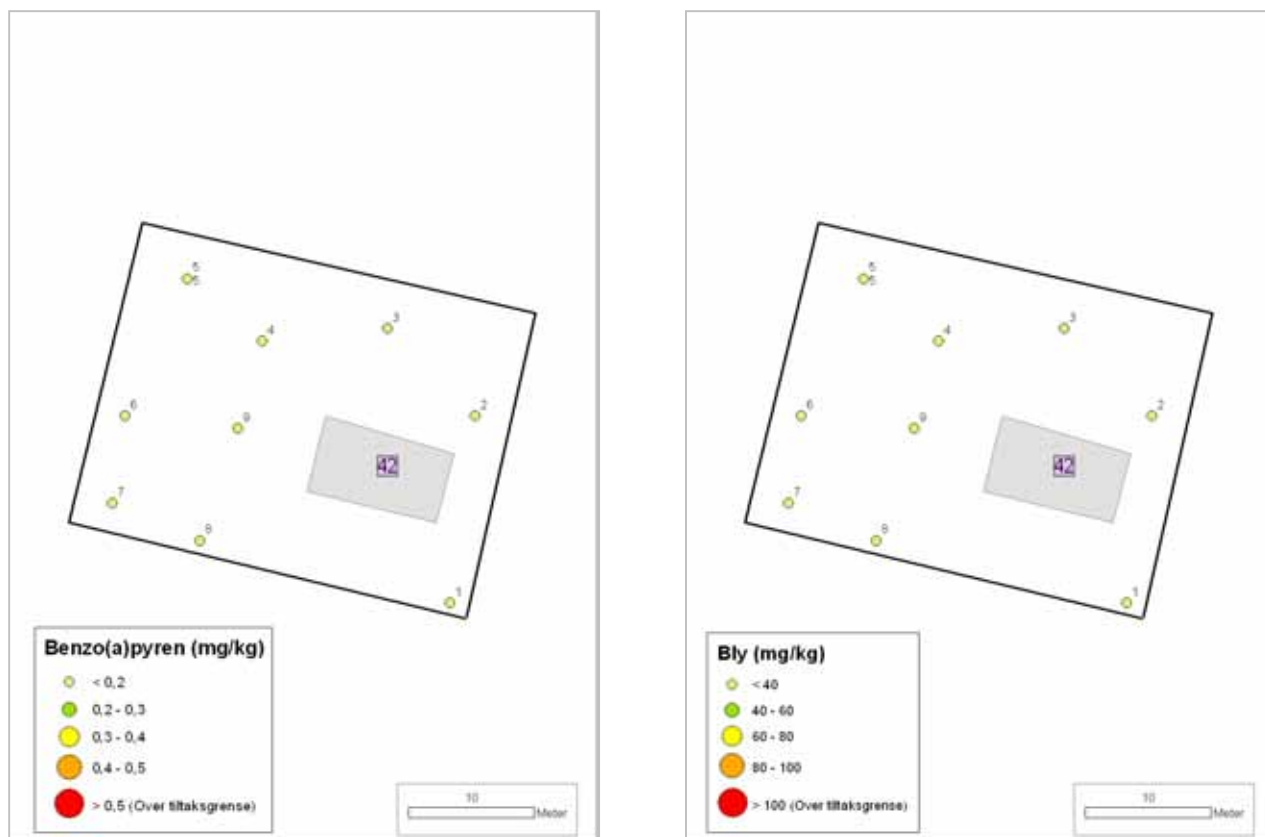 5
5
4
3
6
9
2
42
7
8
1
Benzo(a)pyren (mg/kg)
< 0,2
0,2 - 0,3
0,3 - 0,4
0,4 - 0,5
> 0,5 (Over tiltaksgrense)
10
Meter
5
5
4
3
6
9
2
42
7
8
1
Bly (mg/kg)
< 40
40 - 60
60 - 80
80 - 100
> 100 (Over tiltaksgrense)
10
Meter